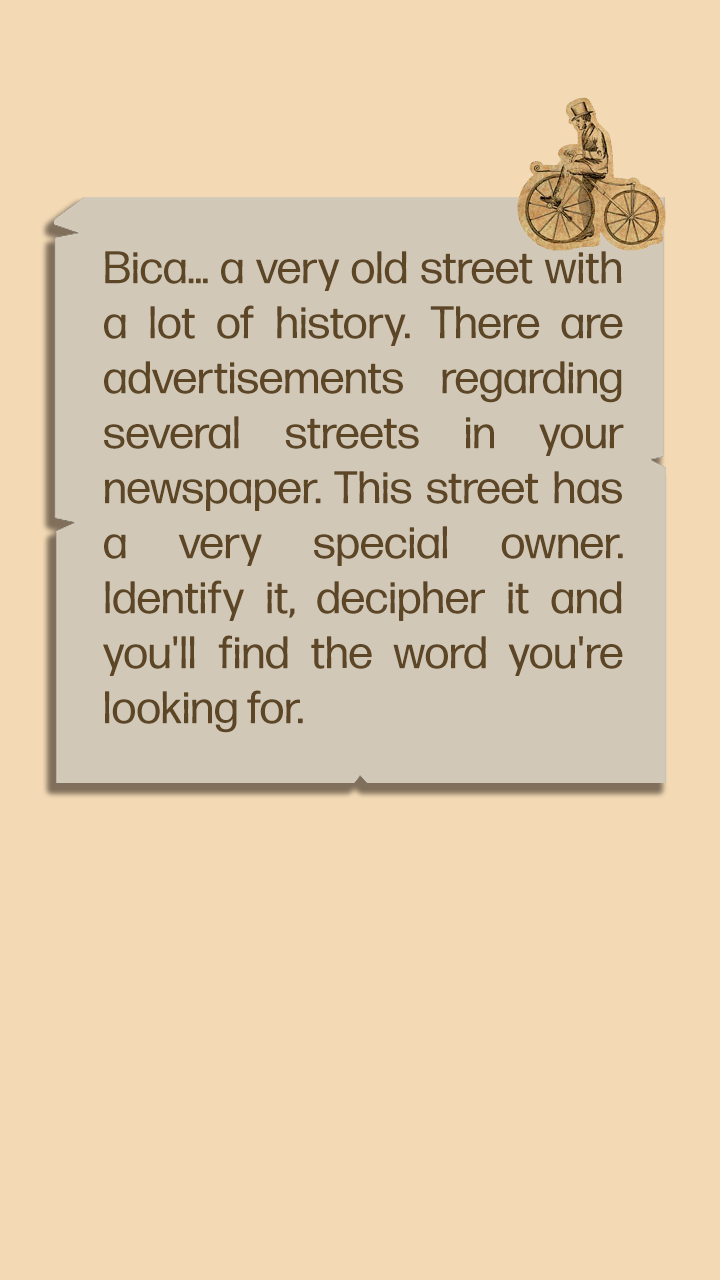 Bica... a very old street with
a lot of history. There are
advertisements regarding
several streets in your
newspaper. This street has
a very special owner.
Identify it, decipher it and
you'll find the word you're
looking for.